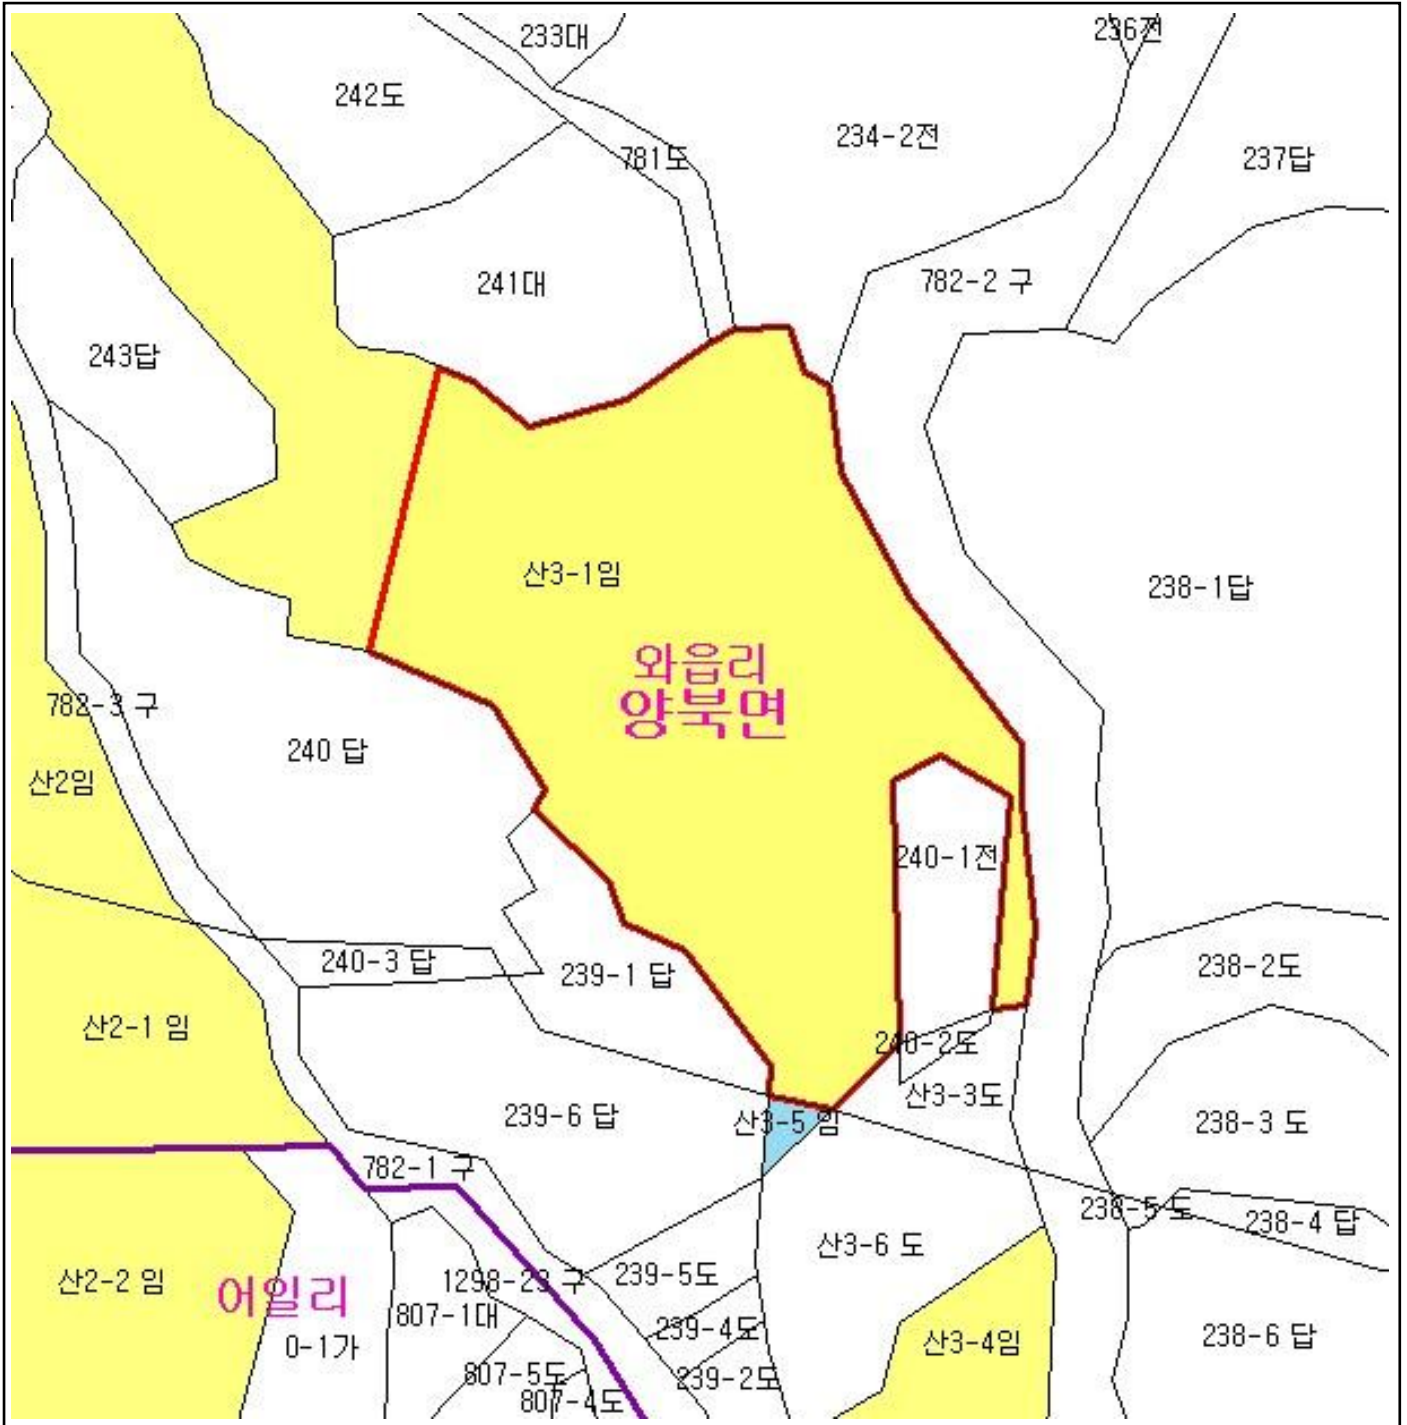 233대
236전
242도
234-2전
781도
237답
241대
782-2 구
243답
산3-1임
238-1답
와읍리
양북면
782-3 구
240 답
산2임
240-1전
240-3 답
239-1 답
238-2도
산2-1 임
240-2도
산3-3도
239-6 답
산3-5 임
238-3 도
782-1 구
238-5 도
238-4 답
산3-6 도
산2-2 임
어일리
1298-23 구
239-5도
807-1대
239-4도
238-6 답
0-1가
산3-4임
807-5도
239-2도
807-4도